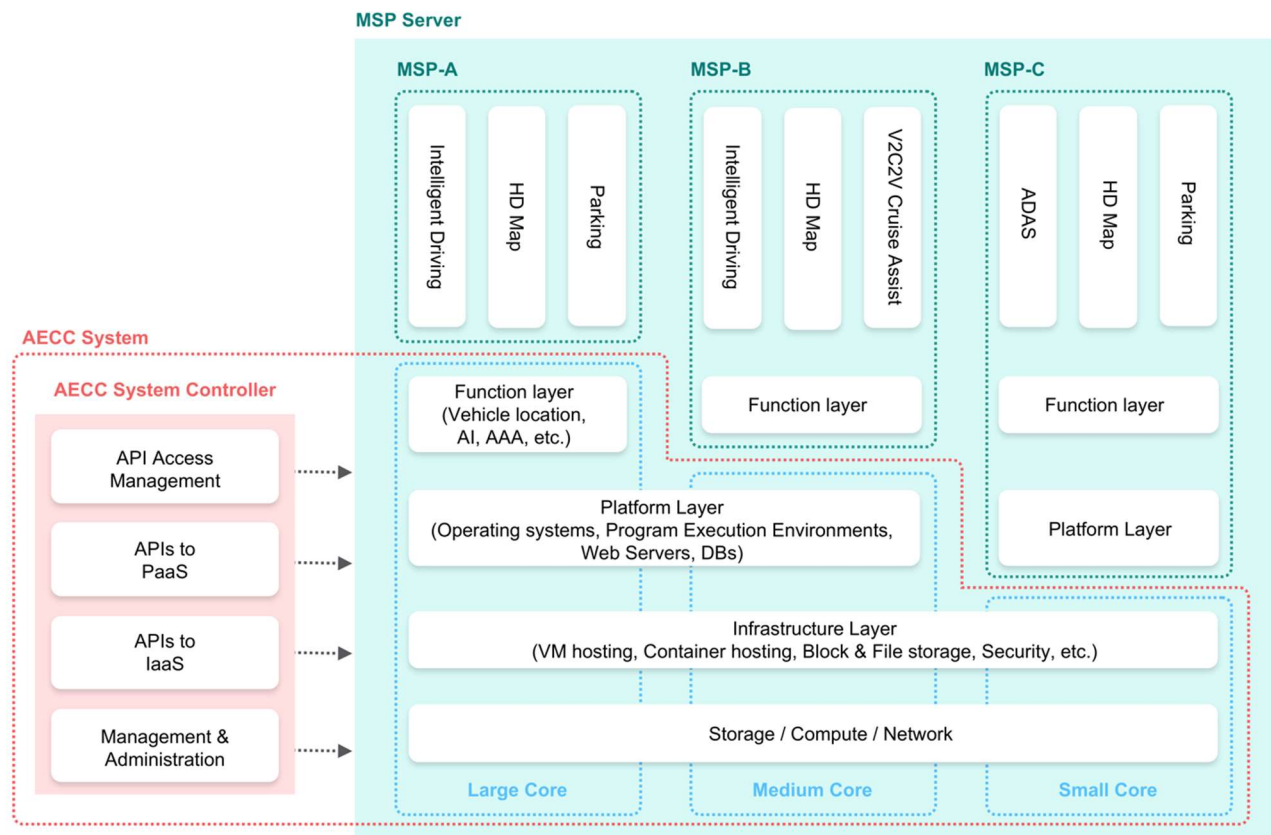 MSP Server
MSP-A
MSP-B
MSP-C
Intelligent Driving
HD Map
Parking
Intelligent Driving
HD Map
V2C2V Cruise Assist
ADAS
HD Map
Parking
AECC System
AECC System Controller
API Access
Management
APIs to
PaaS
APIs to
IaaS
Management &
Administration
Function layer
(Vehicle location,
AI, AAA, etc.)
Function layer
Function layer
Platform Layer
(Operating systems, Program Execution Environments,
Web Servers, DBs)
Platform Layer
Infrastructure Layer
(VM hosting, Container hosting, Block & File storage, Security, etc.)
Storage / Compute / Network
Large Core
Medium Core
Small Core